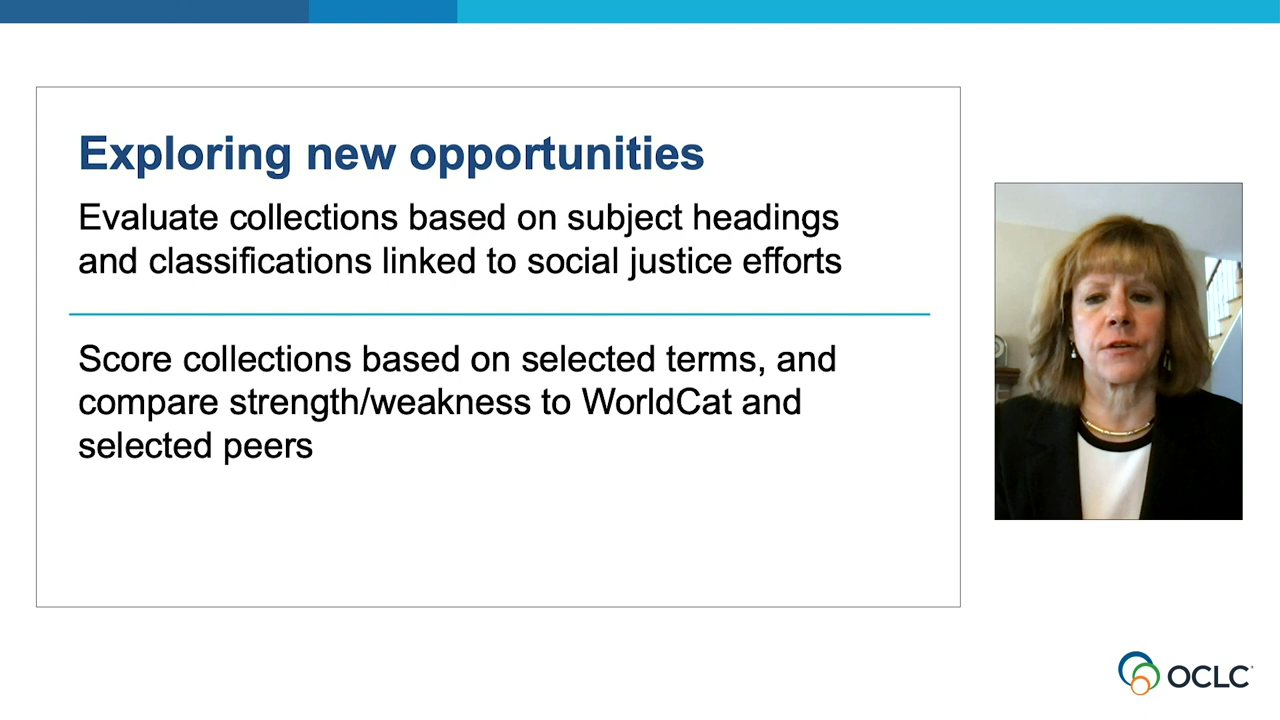 Exploring new opportunities
Evaluate collections based on subject headings
and classifications linked to social justice efforts
Score collections based on selected terms, and
compare strength/weakness to WorldCat and
selected peers
OCLC